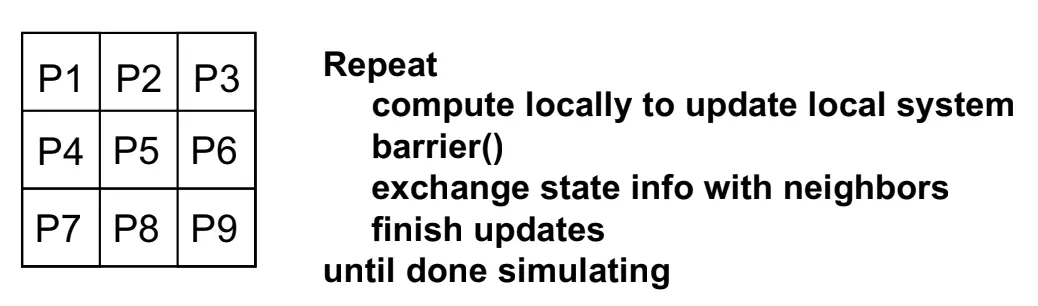 P1 P2 P3
P4 P5 P6
P7 P8 P9
Repeat
compute locally to update local system
barrier()
exchange state info with neighbors
finish updates
until done simulating